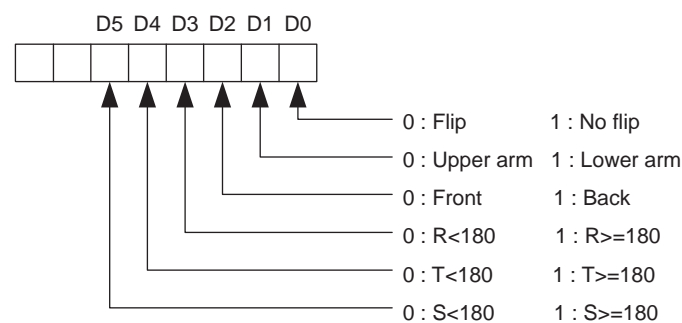 D5 D4 D3 D2 D1 D0
0 : Flip 1 : No flip
0 : Upper arm 1 : Lower arm
0 : Front 1 : Back
0 : R<180 1 : R>=180
0 : T<180 1 : T>=180
0 : S<180 1 : S>=180